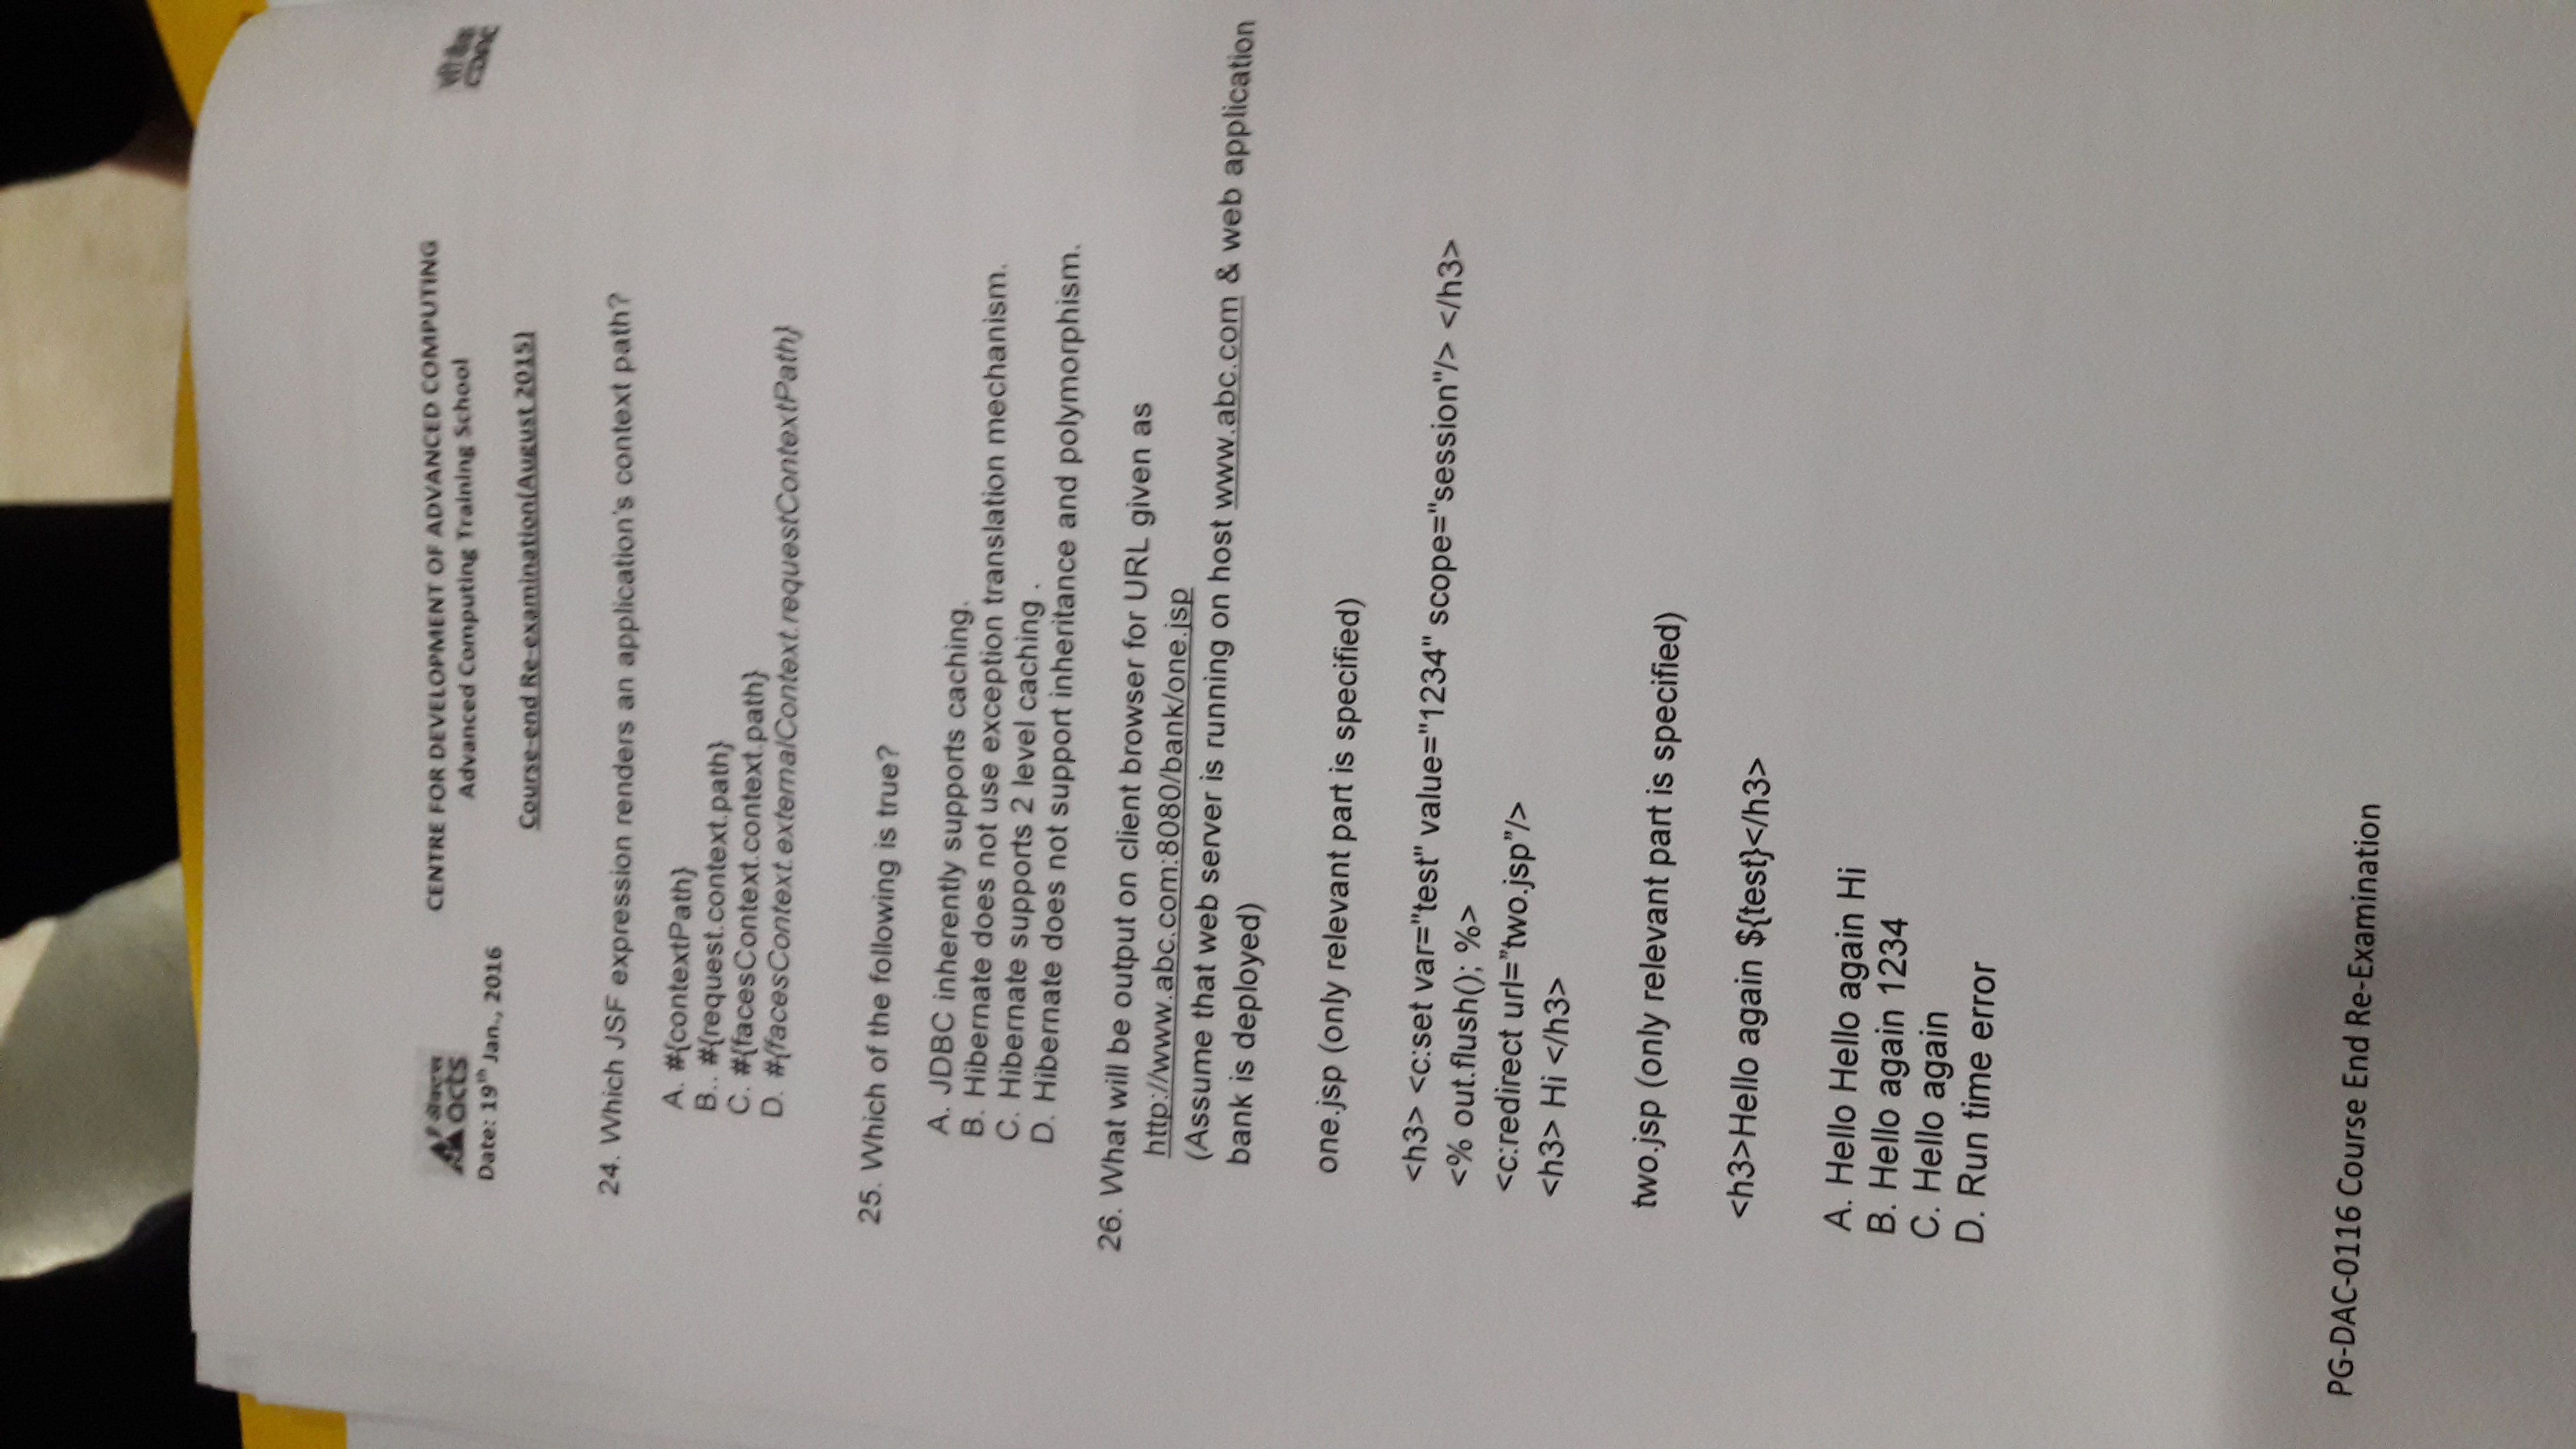 ऐक्टस
acts
CENTRE FOR DEVELOPMENT OF ADVANCED COMPUTING
सी डैक
CDAC
Advanced Computing Training School
Date: 19th Jan., 2016
Course-end Re-examination(August 2015)
24. Which JSF expression renders an application's context path?
A. #{contextPath}
B.. #{request.context.path}
C. #{facesContext.context.path}
D. #{facesContext.externalContext.requestContextPath}
25. Which of the following is true?
A. JDBC inherently supports caching.
B. Hibernate does not use exception translation mechanism.
C. Hibernate supports 2 level caching .
D. Hibernate does not support inheritance and polymorphism.
26. What will be output on client browser for URL given as
http://www.abc.com:8080/bank/one.jsp
(Assume that web server is running on host www.abc.com & web application
bank is deployed)
one.jsp (only relevant part is specified)
<h3> <c:set var="test" value="1234" scope="session"/> </h3>
<% out.flush(); %>
<c:redirect url="two.jsp"/>
<h3> Hi </h3>
two.jsp (only relevant part is specified)
<h3>Hello again ${test}</h3>
A. Hello Hello again Hi
B. Hello again 1234
C. Hello again
D. Run time error
PG-DAC-0116 Course End Re-Examination